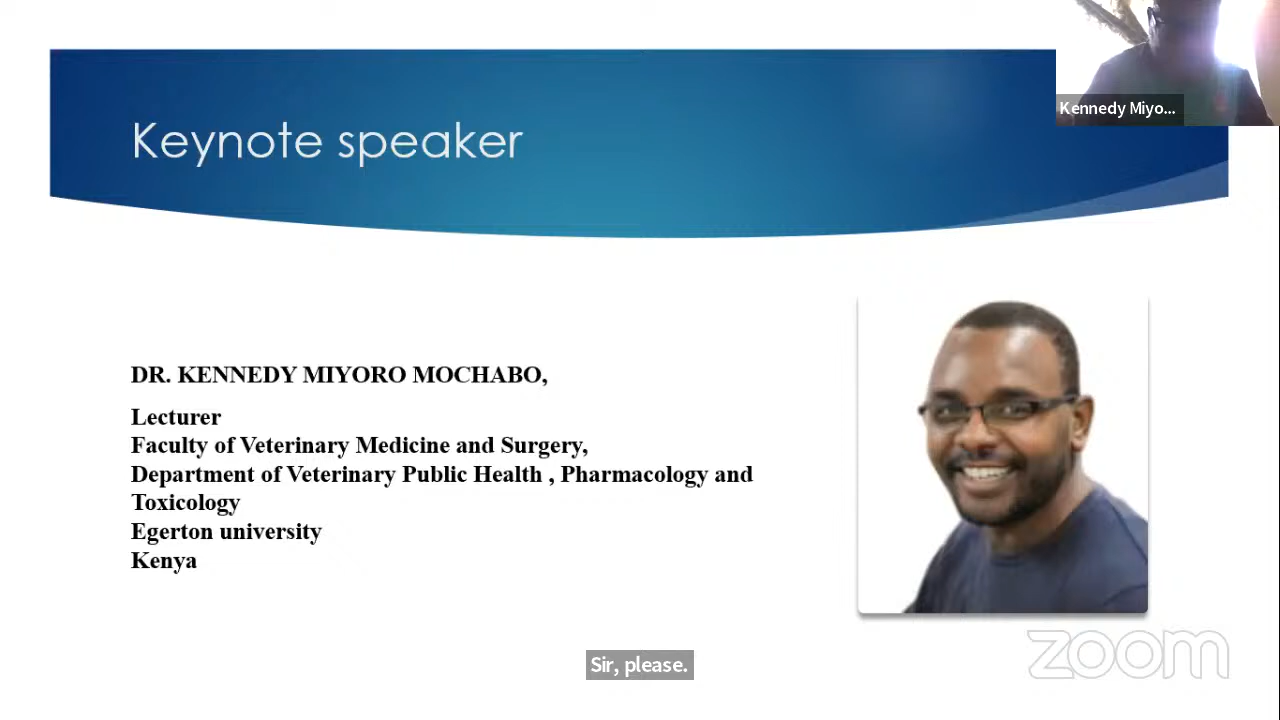 Kennedy Miyo...
Keynote speaker
DR. KENNEDY MIYORO MOCHABO,
Lecturer
Faculty of Veterinary Medicine and Surgery,
Department of Veterinary Public Health , Pharmacology and
Toxicology
Egerton university
Kenya
Sir, please.
zoom